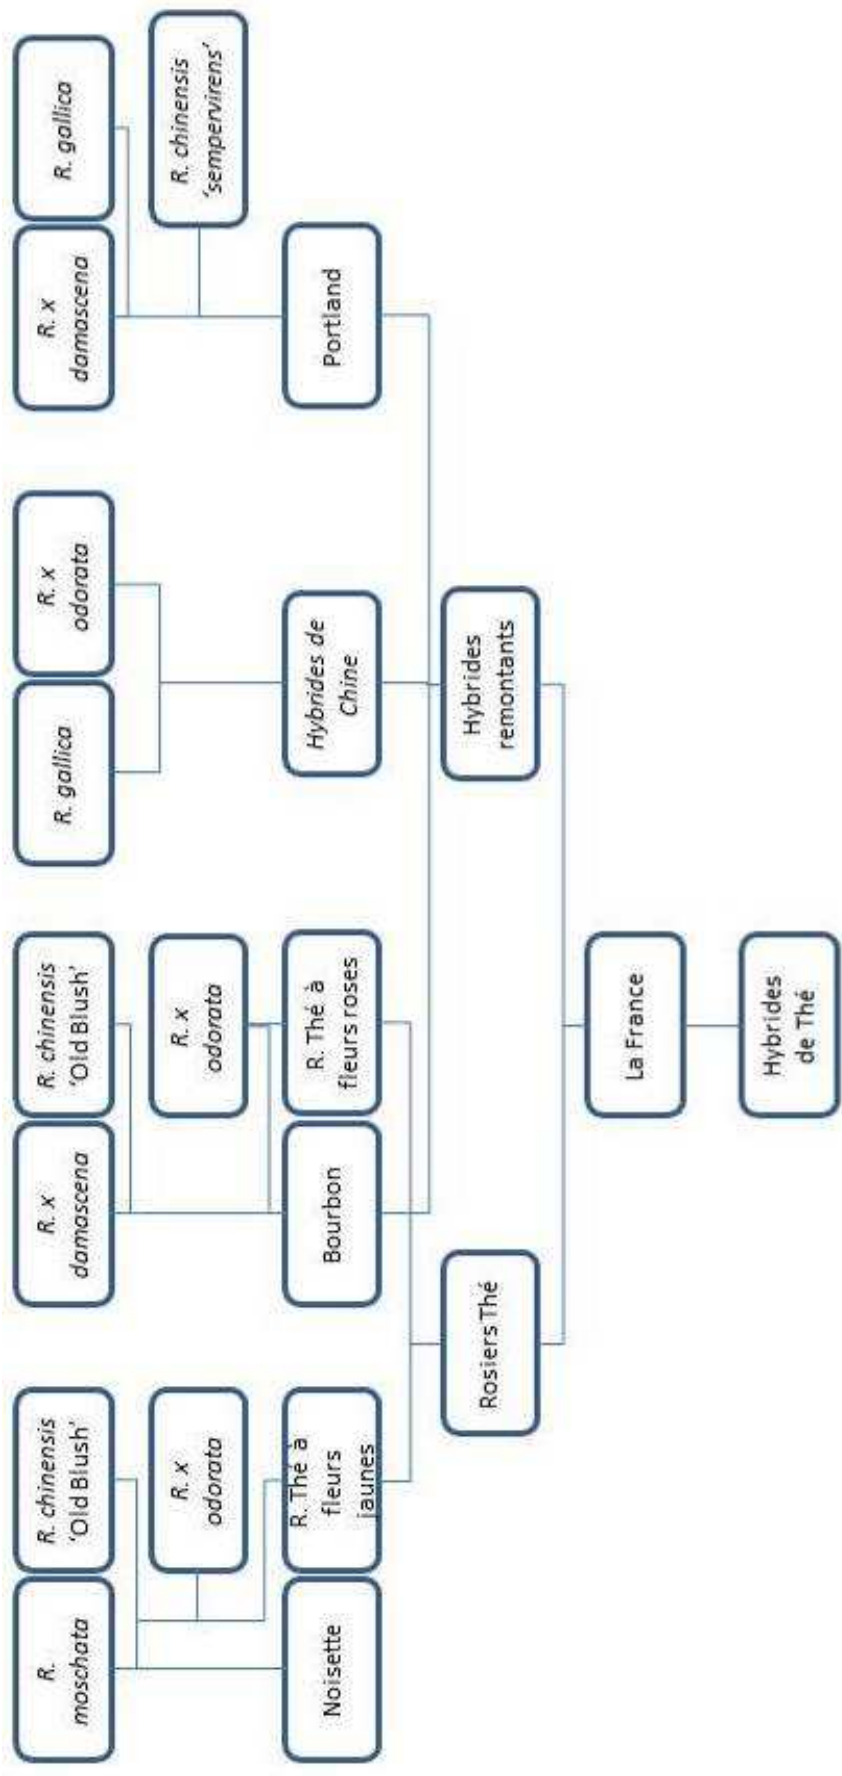 R.
moschata
R. chinensis
‘Old Blush’
R. x
damascena
R. chinensis
‘Old Blush’
R. gallica
R. x
odorata
R. x
damascena
R. gallica
R. x
odorata
R. x
odorata
R. chinensis
‘sempervirens’
Noisette
R. Thé à
fleurs
jaunes
Bourbon
R. Thé à
fleurs roses
Hybrides de
Chine
Portland
Rosiers Thé
Hybrides
remontants
La France
Hybrides
de Thé